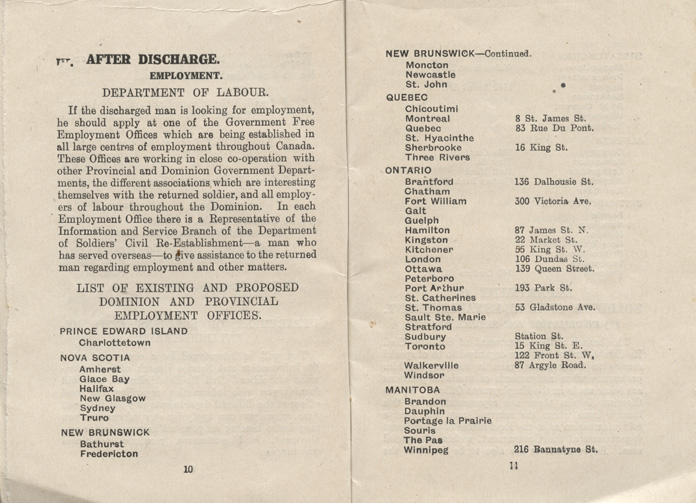 IV. AFTER DISCHARGE.
EMPLOYMENT.
DEPARTMENT OF LABOUR.
If the discharged man is looking for employment,
he should apply at one of the Government Free
Employment Offices which are being established in
all large centres of employment throughout Canada.
These Offices are working in close co-operation with
other Provincial and Dominion Government Depart-
ments, the different associations which are interesting
themselves with the returned soldier, and all employ-
ers of labour throughout the Dominion. In each
Employment Office there is a Representative of the
Information and Service Branch of the Department
of Soldiers' Civil Re-Establishment—a man who
has served overseas—to give assistance to the returned
man regarding employment and other matters.
LIST OF EXISTING AND PROPOSED
DOMINION AND PROVINCIAL
EMPLOYMENT OFFICES.
PRINCE EDWARD ISLAND
Charlottetown
NOVA SCOTIA
Amherst
Glace Bay
Halifax
New Glasgow
Sydney
Truro
NEW BRUNSWICK
Bathurst
Fredericton
10
NEW BRUNSWICK—Continued.
Moncton
Newcastle
St. John
QUEBEC
Chicoutimi
Montreal 8 St. James St.
Quebec 83 Rue Du Pont.
St. Hyacinthe
Sherbrooke 16 King St.
Three Rivers
ONTARIO
Brantford 136 Dalhousie St.
Chatham
Fort William 300 Victoria Ave.
Galt
Guelph
Hamilton 87 James St. N.
Kingston 22 Market St.
Kitchener 55 King St. W.
London 106 Dundas St.
Ottawa 139 Queen Street.
Peterboro
Port Arthur 193 Park St.
St. Catherines
St. Thomas 53 Gladstone Ave.
Sault Ste. Marie
Stratford
Sudbury Station St.
Toronto 15 King St. E.
122 Front St. W,
Walkerville 87 Argyle Road.
Windsor
MANITOBA
Brandon
Dauphin
Portage la Prairie
Souris
The Pas
Winnipeg 216 Bannatyne St.
11